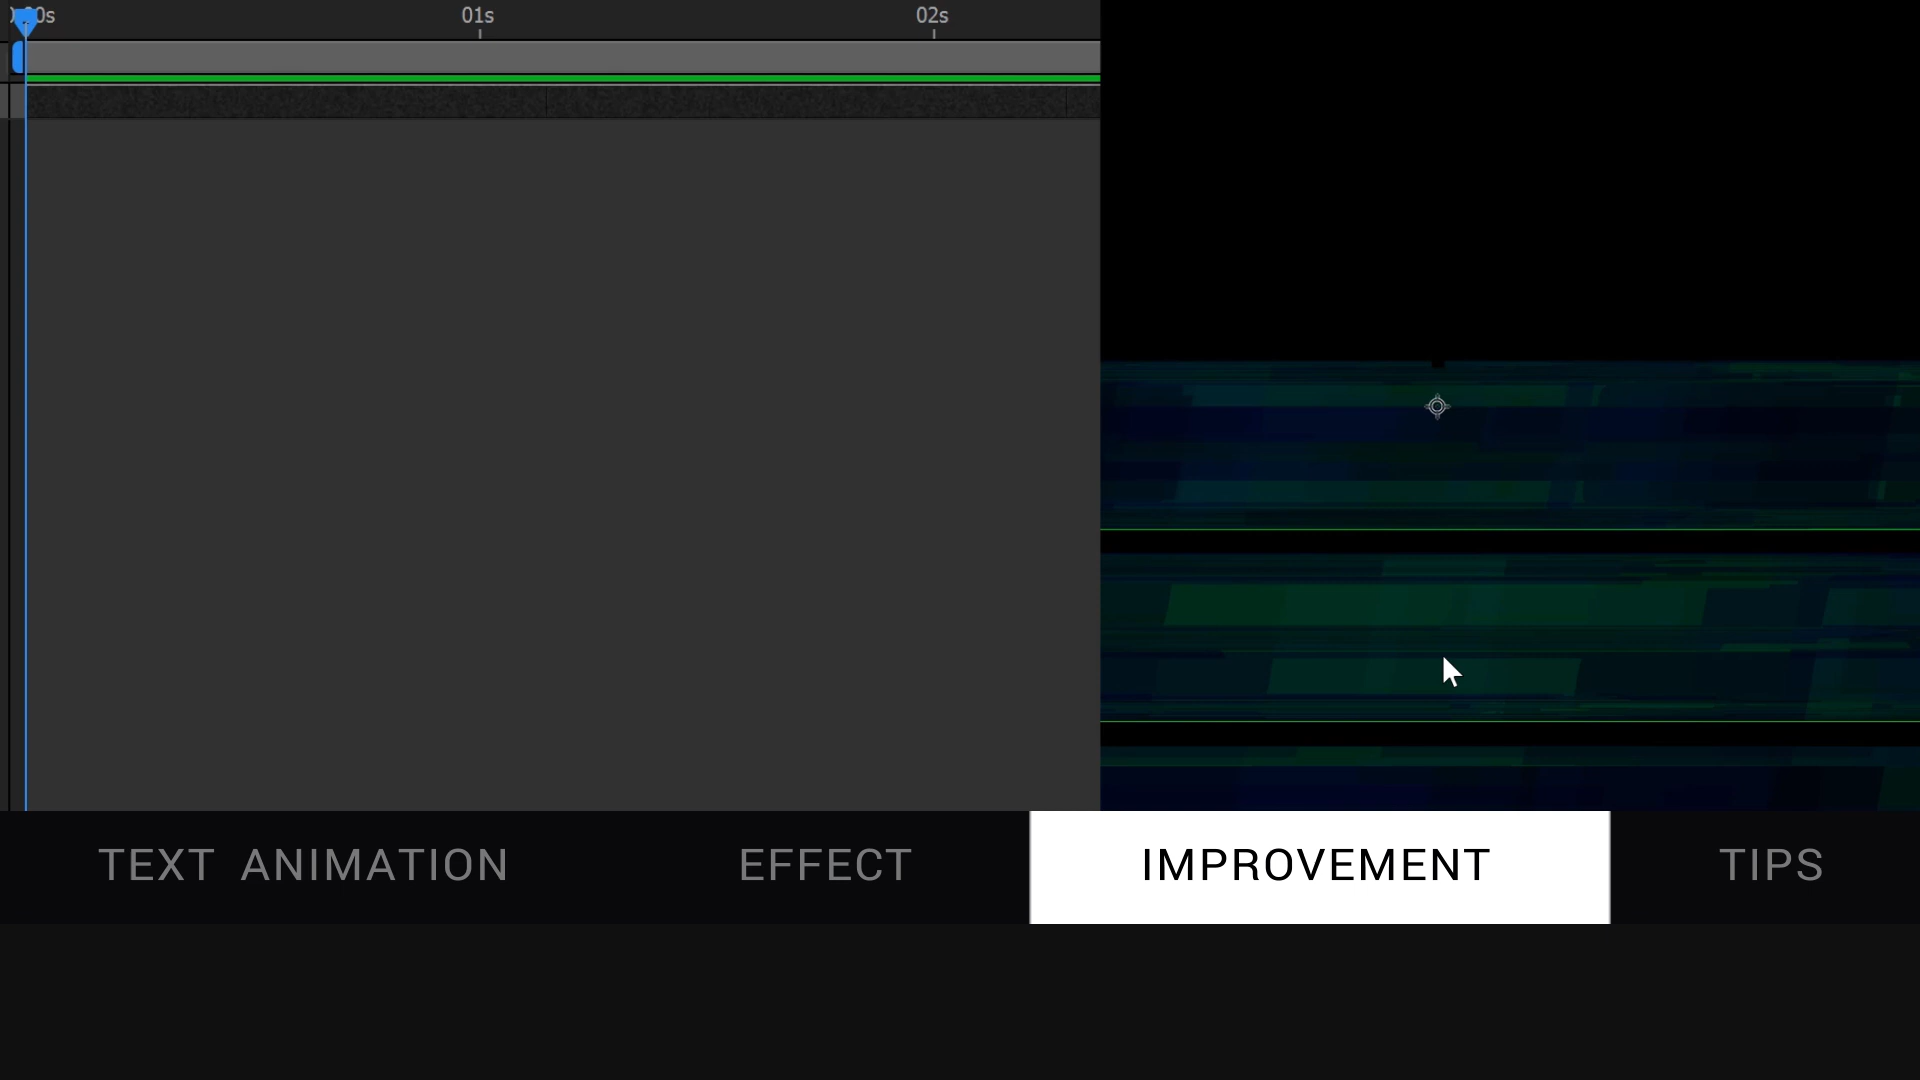 01s
02s
TEXT ANIMATION
EFFECT
IMPROVEMENT
TIPS